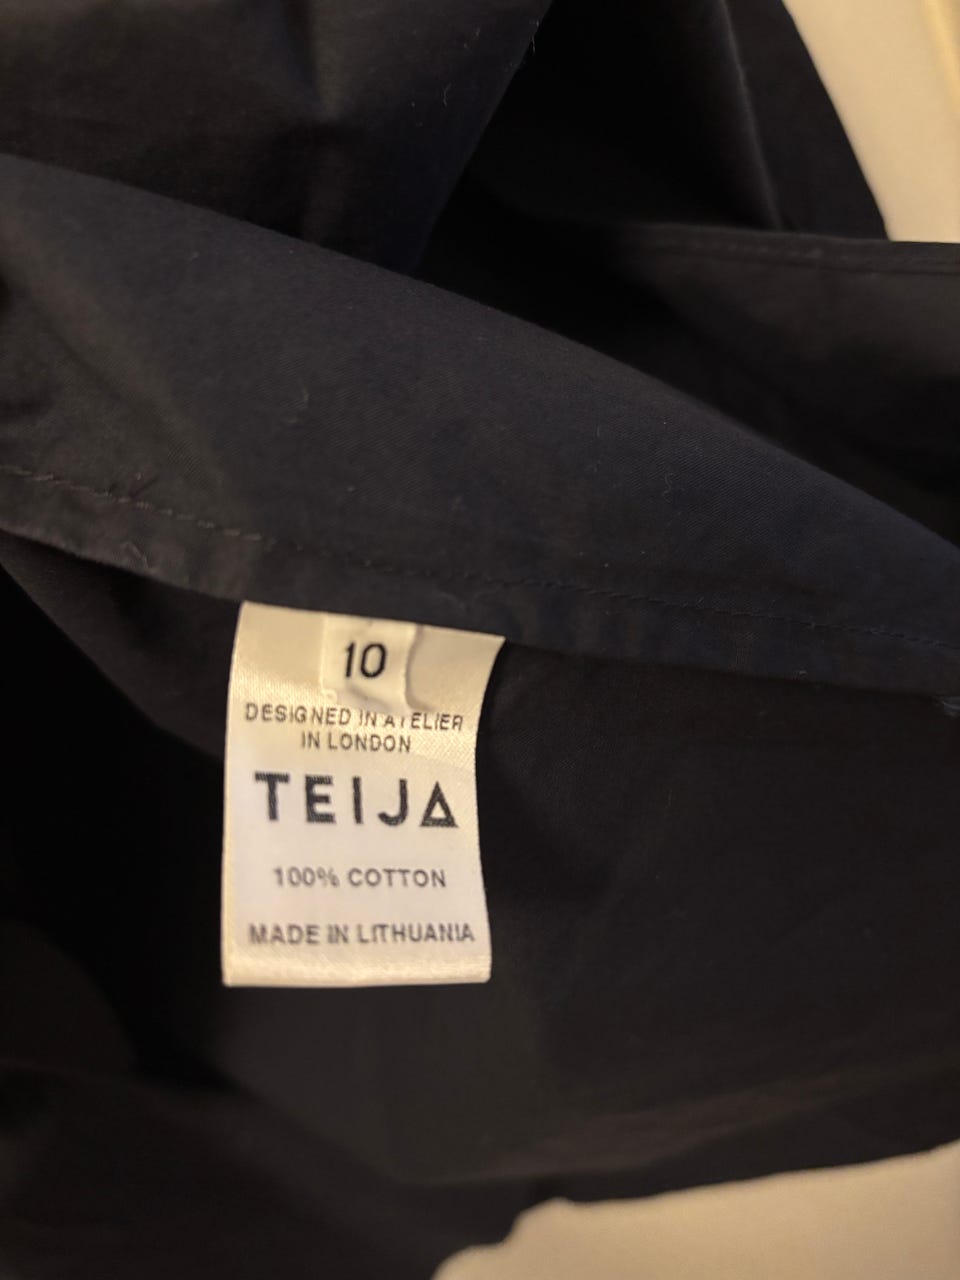 10
DESIGNED IN ATELIER
IN LONDON
TEIJA
100% COTTON
MADE IN LITHUANIA